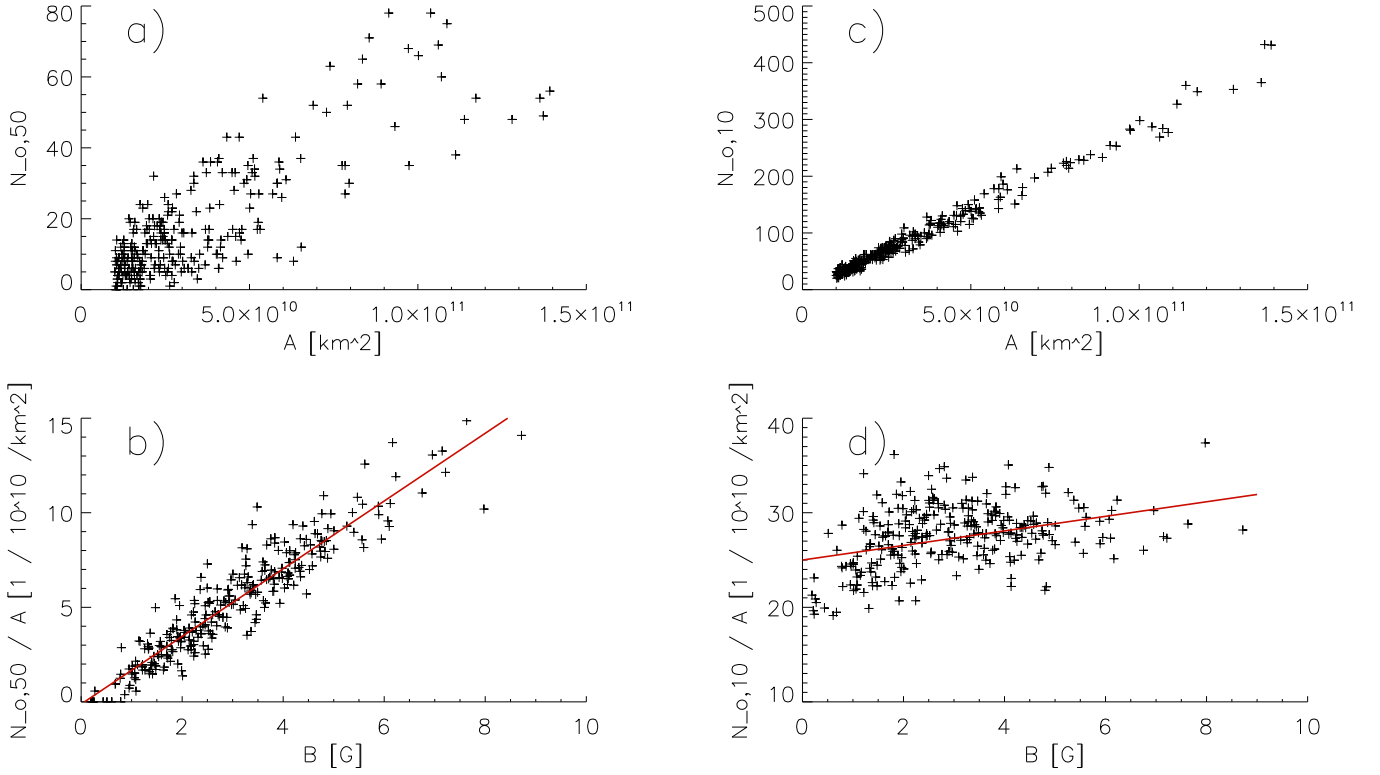 a)
80
60
40
20
0
N_o,50
0
5.0×10^10
1.0×10^11
1.5×10^11
A [km^2]
c)
500
400
300
200
100
0
N_o,10
0
5.0×10^10
1.0×10^11
1.5×10^11
A [km^2]
b)
15
10
5
0
N_o,50 / A [1 / 10^10 /km^2]
0 2 4 6 8 10
B [G]
d)
40
30
20
10
N_o,10 / A [1 / 10^10 /km^2]
0 2 4 6 8 10
B [G]